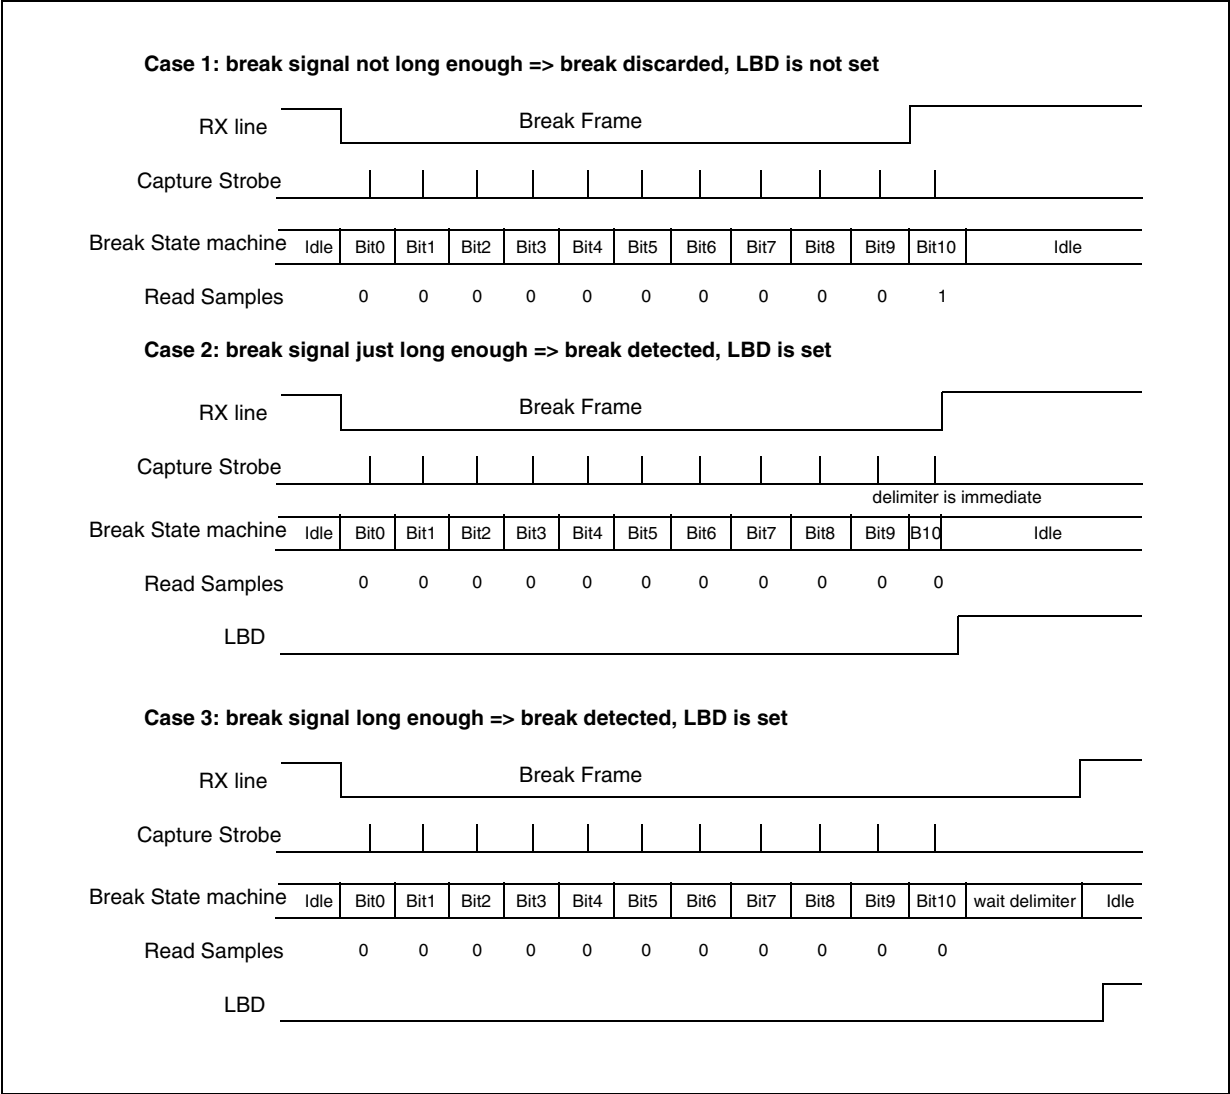 Case 1: break signal not long enough => break discarded, LBD is not set
RX line Break Frame
Capture Strobe
Break State machine Idle Bit0 Bit1 Bit2 Bit3 Bit4 Bit5 Bit6 Bit7 Bit8 Bit9 Bit10 Idle
Read Samples 0 0 0 0 0 0 0 0 0 0 1
Case 2: break signal just long enough => break detected, LBD is set
RX line Break Frame
Capture Strobe
delimiter is immediate
Break State machine Idle Bit0 Bit1 Bit2 Bit3 Bit4 Bit5 Bit6 Bit7 Bit8 Bit9 B10 Idle
Read Samples 0 0 0 0 0 0 0 0 0 0 0
LBD
Case 3: break signal long enough => break detected, LBD is set
RX line Break Frame
Capture Strobe
Break State machine Idle Bit0 Bit1 Bit2 Bit3 Bit4 Bit5 Bit6 Bit7 Bit8 Bit9 Bit10 wait delimiter Idle
Read Samples 0 0 0 0 0 0 0 0 0 0 0
LBD